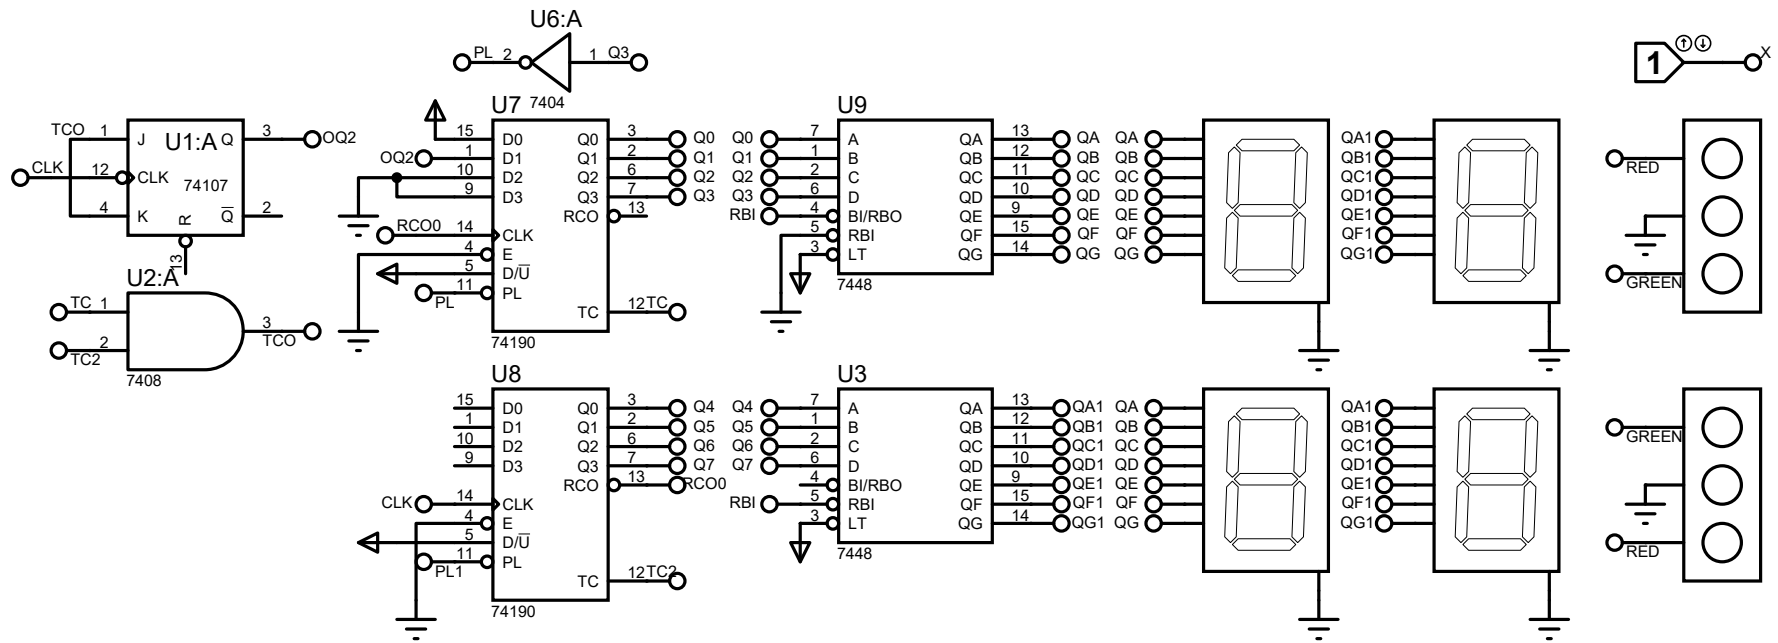 U6:A
PL 2 1 Q3
7404
1 X
U1:A
TCO 1 J Q 3 OQ2
CLK 12 CLK
74107
4 K R Q 2
13
U2:A
TC 1
3 TCO
TC2 2
7408
U7
15 D0 Q0 3 Q0
OQ2 1 D1 Q1 2 Q1
10 D2 Q2 6 Q2
9 D3 Q3 7 Q3
RCO 13
RCO0 14 CLK
4 E
5 D/U
PL 11 PL
TC 12 TC
74190
U9
Q0 7 A QA 13 QA
Q1 1 B QB 12 QB
Q2 2 C QC 11 QC
Q3 6 D QD 10 QD
RBI 4 BI/RBO QE 9 QE
5 RBI QF 15 QF
3 LT QG 14 QG
7448
QA
QB
QC
QD
QE
QF
QG
QA1
QB1
QC1
QD1
QE1
QF1
QG1
RED
GREEN
U8
15 D0 Q0 3 Q4
1 D1 Q1 2 Q5
10 D2 Q2 6 Q6
9 D3 Q3 7 Q7
RCO 13 RCO0
CLK 14 CLK
4 E
5 D/U
PL1 11 PL
TC 12 TC2
74190
U3
Q4 7 A QA 13 QA1
Q5 1 B QB 12 QB1
Q6 2 C QC 11 QC1
Q7 6 D QD 10 QD1
4 BI/RBO QE 9 QE1
RBI 5 RBI QF 15 QF1
3 LT QG 14 QG1
7448
QA
QB
QC
QD
QE
QF
QG
QA1
QB1
QC1
QD1
QE1
QF1
QG1
GREEN
RED